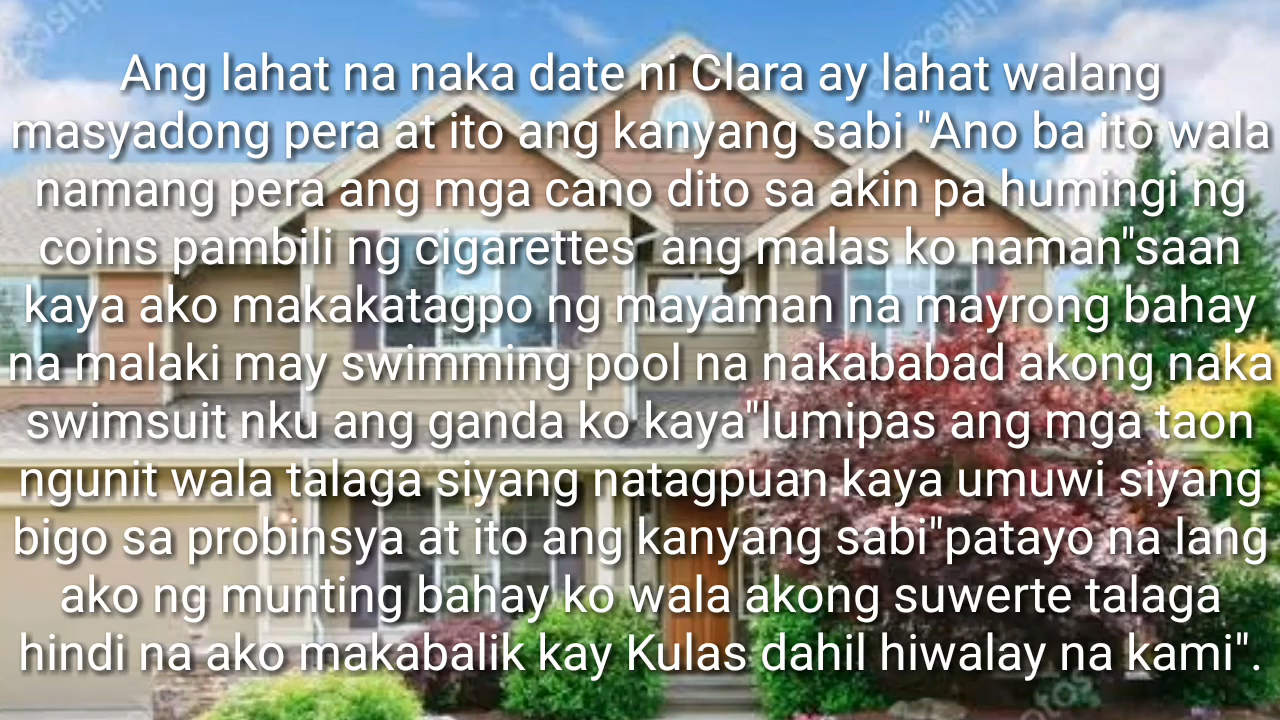 Ang lahat na naka date ni Clara ay lahat walang
masyadong pera at ito ang kanyang sabi "Ano ba ito wala
namang pera ang mga cano dito sa akin pa humingi ng
coins pambili ng cigarettes  ang malas ko naman"saan
kaya ako makakatagpo ng mayaman na mayrong bahay
na malaki may swimming pool na nakababad akong naka
swimsuit nku ang ganda ko kaya"lumipas ang mga taon
ngunit wala talaga siyang natagpuan kaya umuwi siyang
bigo sa probinsya at ito ang kanyang sabi"patayo na lang
ako ng munting bahay ko wala akong suwerte talaga
hindi na ako makabalik kay Kulas dahil hiwalay na kami".